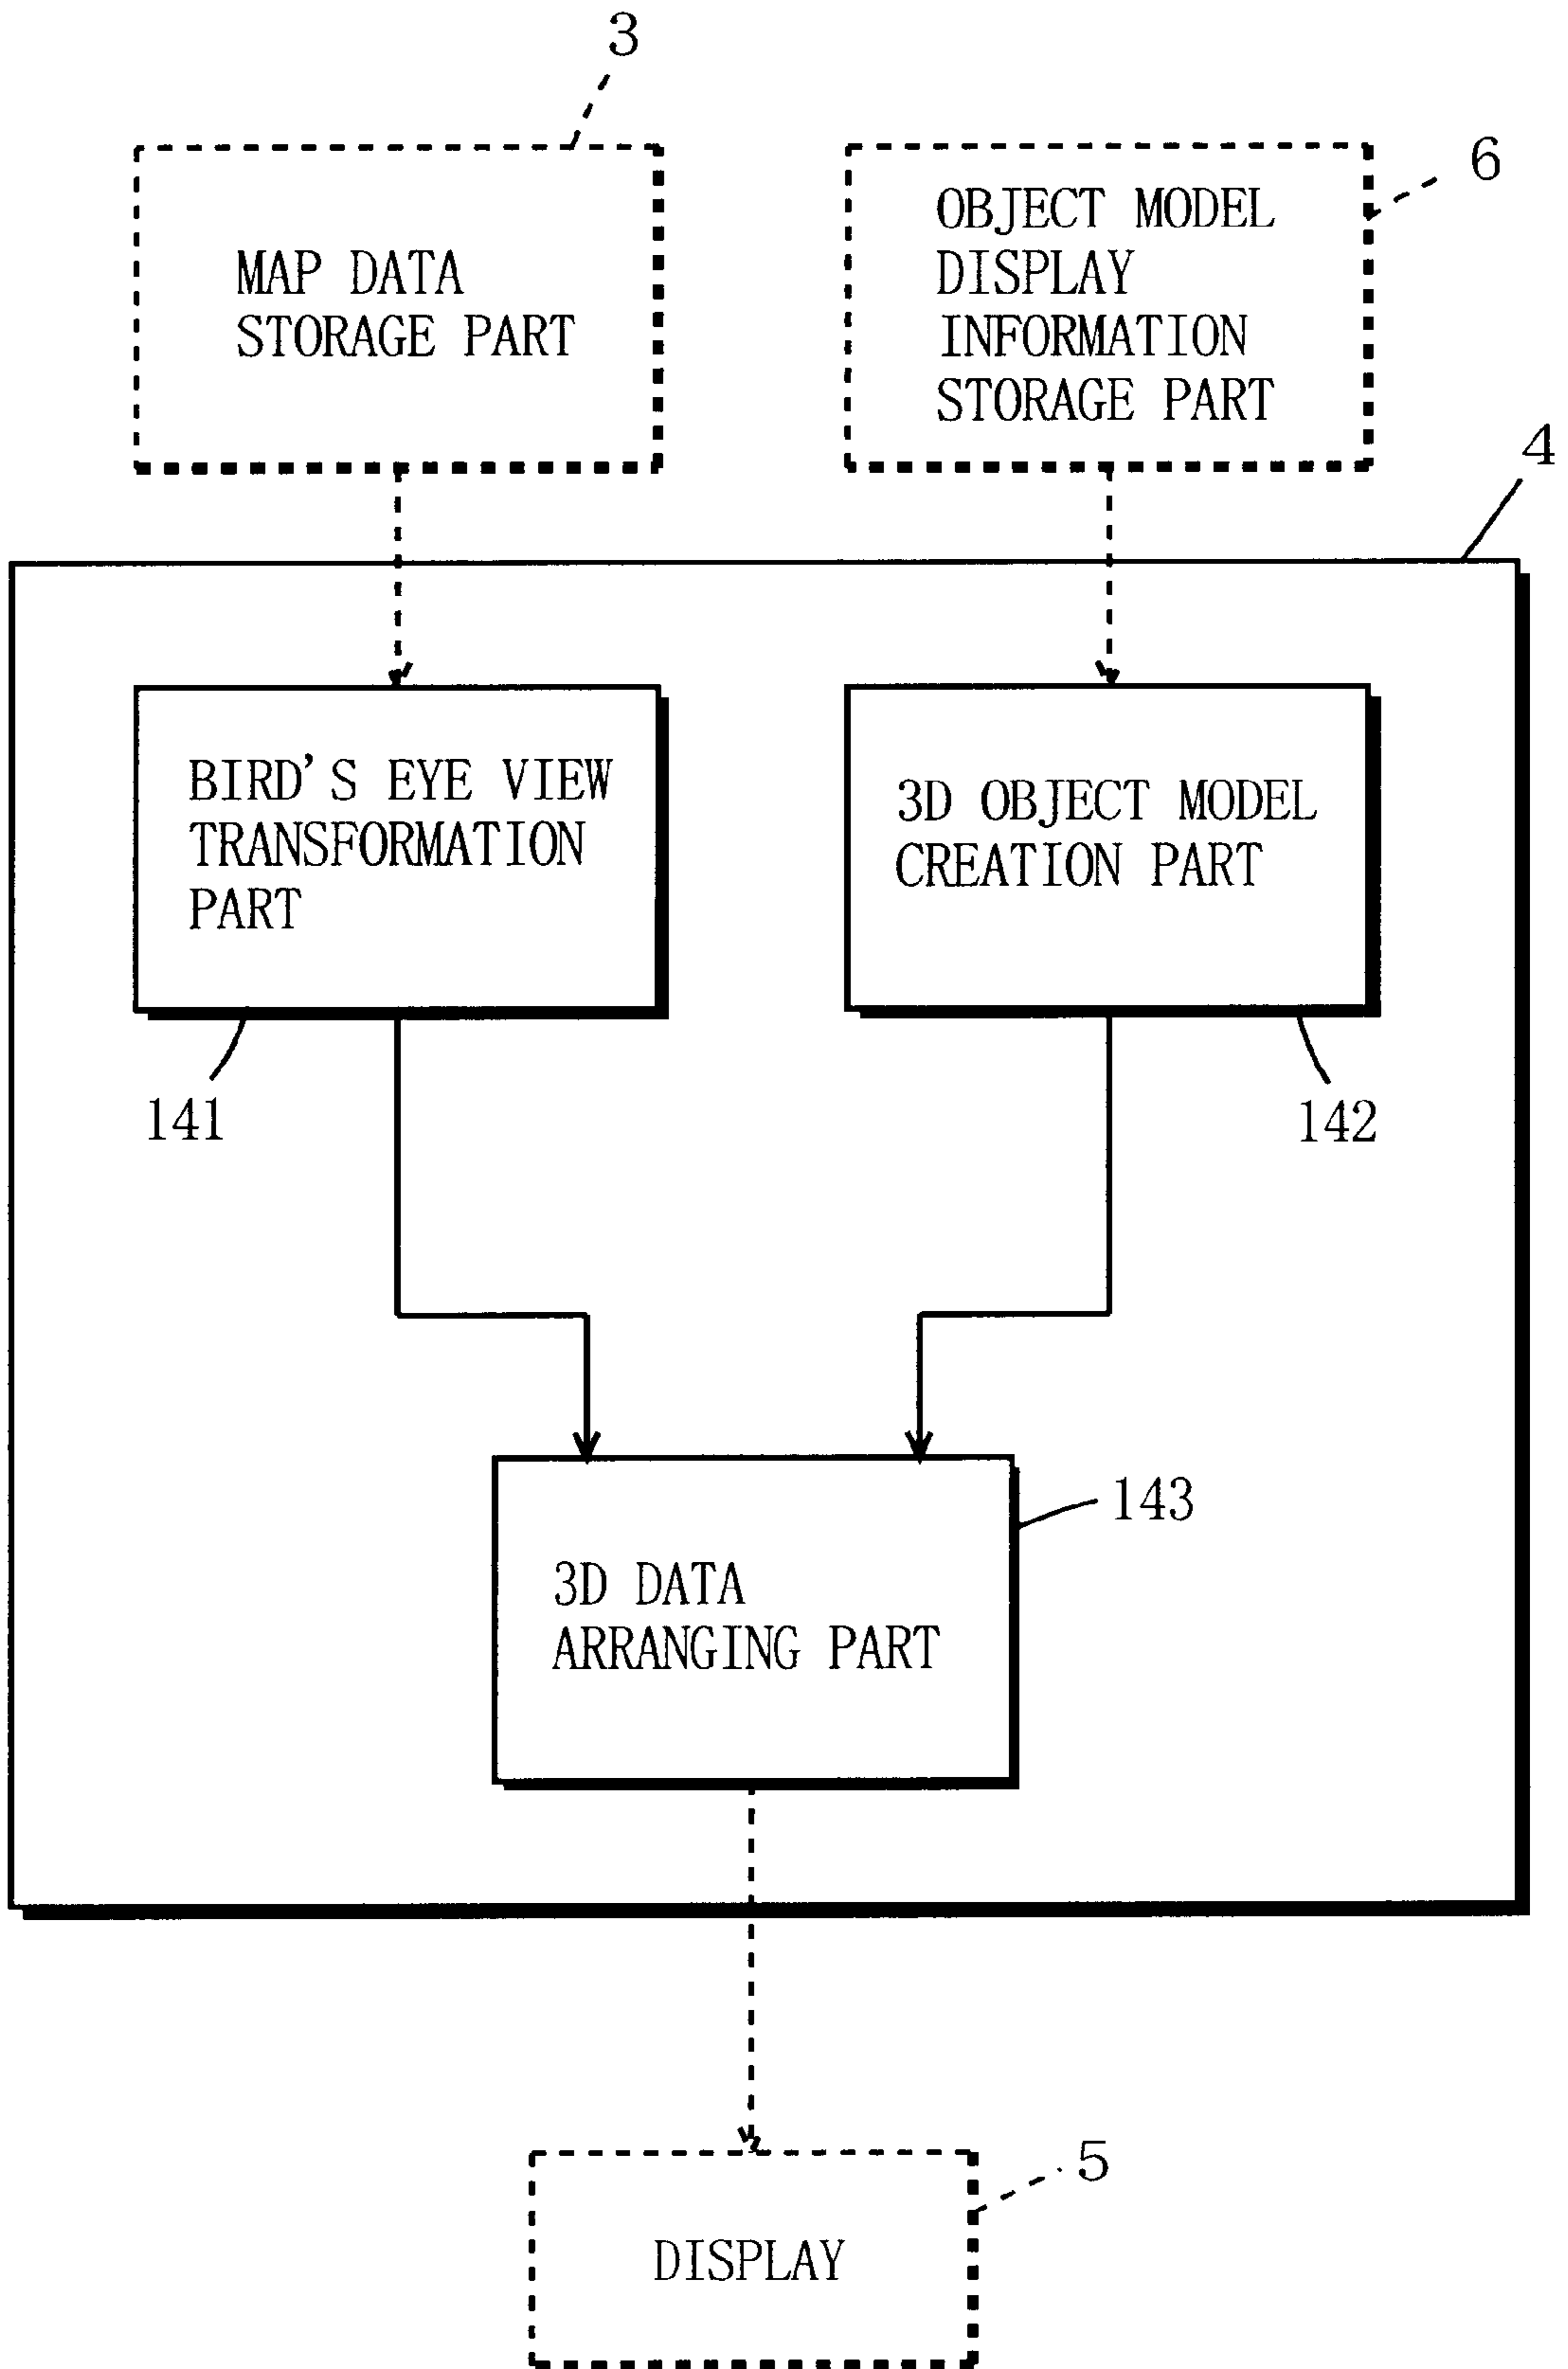 3
6
MAP DATA
STORAGE PART
OBJECT MODEL
DISPLAY
INFORMATION
STORAGE PART
4
BIRD'S EYE VIEW
TRANSFORMATION
PART
3D OBJECT MODEL
CREATION PART
141
142
143
3D DATA
ARRANGING PART
5
DISPLAY